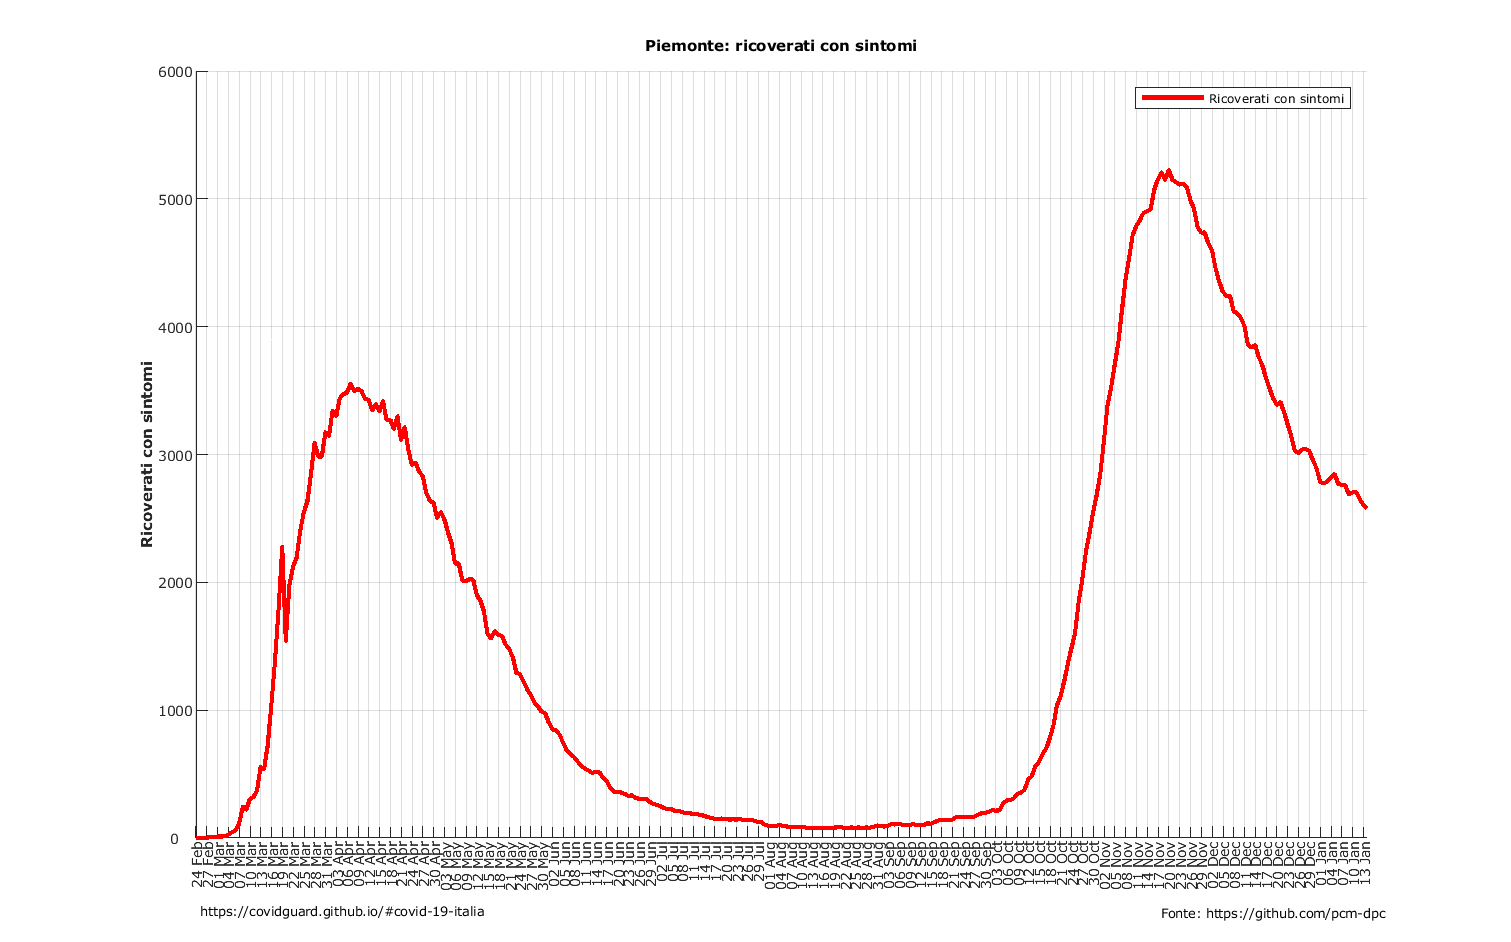 Piemonte: ricoverati con sintomi
6000
Ricoverati con sintomi
5000
4000
3000
2000
1000
0
Ricoverati con sintomi
24 Feb
27 Feb
01 Mar
04 Mar
07 Mar
10 Mar
13 Mar
16 Mar
19 Mar
22 Mar
25 Mar
28 Mar
31 Mar
03 Apr
06 Apr
09 Apr
12 Apr
15 Apr
18 Apr
21 Apr
24 Apr
27 Apr
30 Apr
03 May
06 May
09 May
12 May
15 May
18 May
21 May
24 May
27 May
30 May
02 Jun
05 Jun
08 Jun
11 Jun
14 Jun
17 Jun
20 Jun
23 Jun
26 Jun
29 Jun
02 Jul
05 Jul
08 Jul
11 Jul
14 Jul
17 Jul
20 Jul
23 Jul
26 Jul
29 Jul
01 Aug
04 Aug
07 Aug
10 Aug
13 Aug
16 Aug
19 Aug
22 Aug
25 Aug
28 Aug
31 Aug
03 Sep
06 Sep
09 Sep
12 Sep
15 Sep
18 Sep
21 Sep
24 Sep
27 Sep
30 Sep
03 Oct
06 Oct
09 Oct
12 Oct
15 Oct
18 Oct
21 Oct
24 Oct
27 Oct
30 Oct
02 Nov
05 Nov
08 Nov
11 Nov
14 Nov
17 Nov
20 Nov
23 Nov
26 Nov
29 Nov
02 Dec
05 Dec
08 Dec
11 Dec
14 Dec
17 Dec
20 Dec
23 Dec
26 Dec
29 Dec
01 Jan
04 Jan
07 Jan
10 Jan
13 Jan
https://covidguard.github.io/#covid-19-italia
Fonte: https://github.com/pcm-dpc